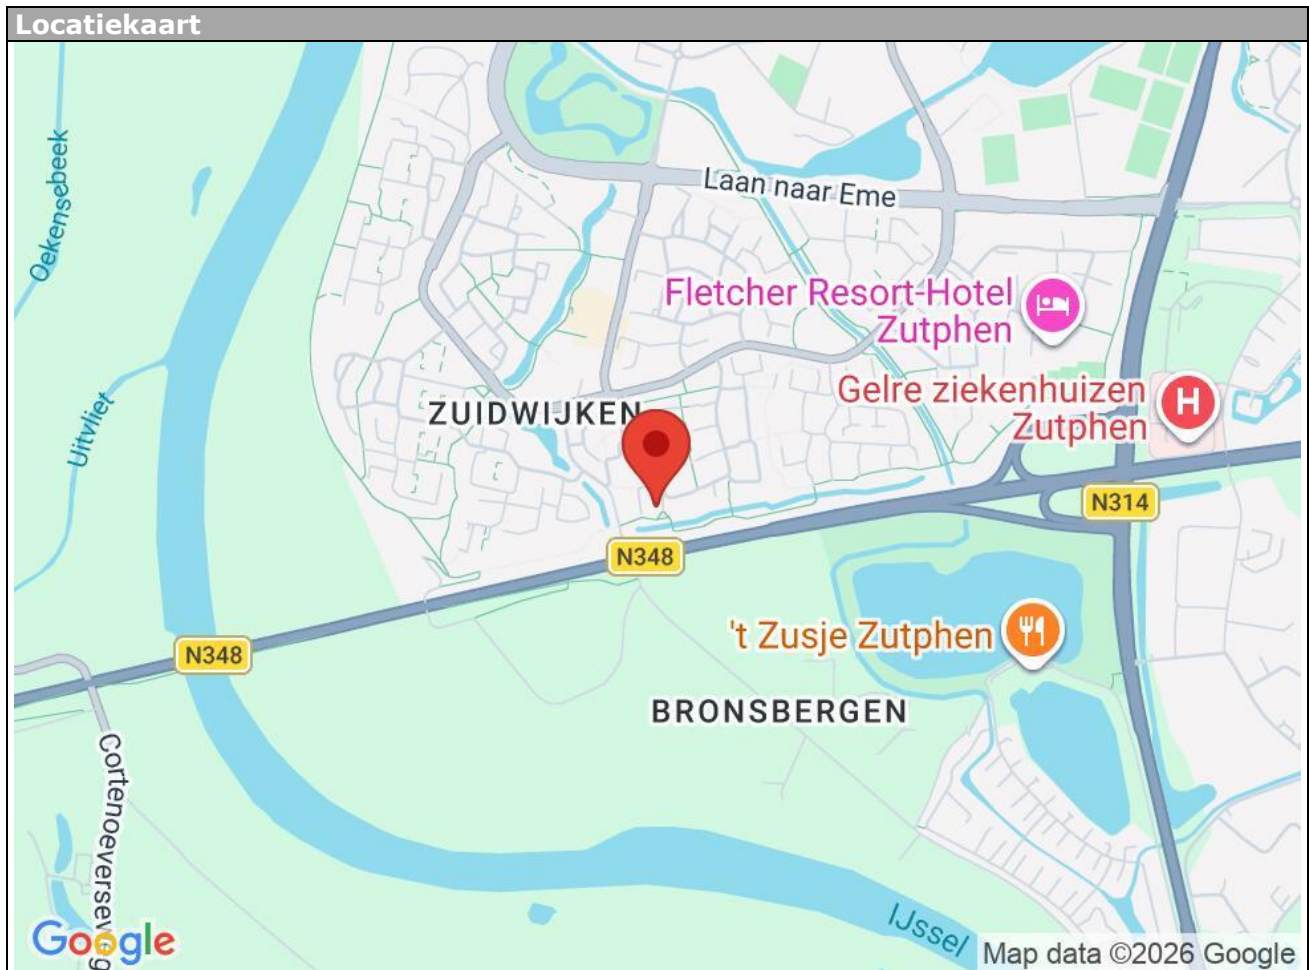 Locatiekaart
Oekensebeek
Laan naar Eme
Fletcher Resort-Hotel
Zutphen
Gelre ziekenhuizen
Zutphen
H
Uitvliet
ZUIDWIJKEN
N314
N348
't Zusje Zutphen
N348
BRONSBERGEN
IJssel
Google
Map data ©2026 Google